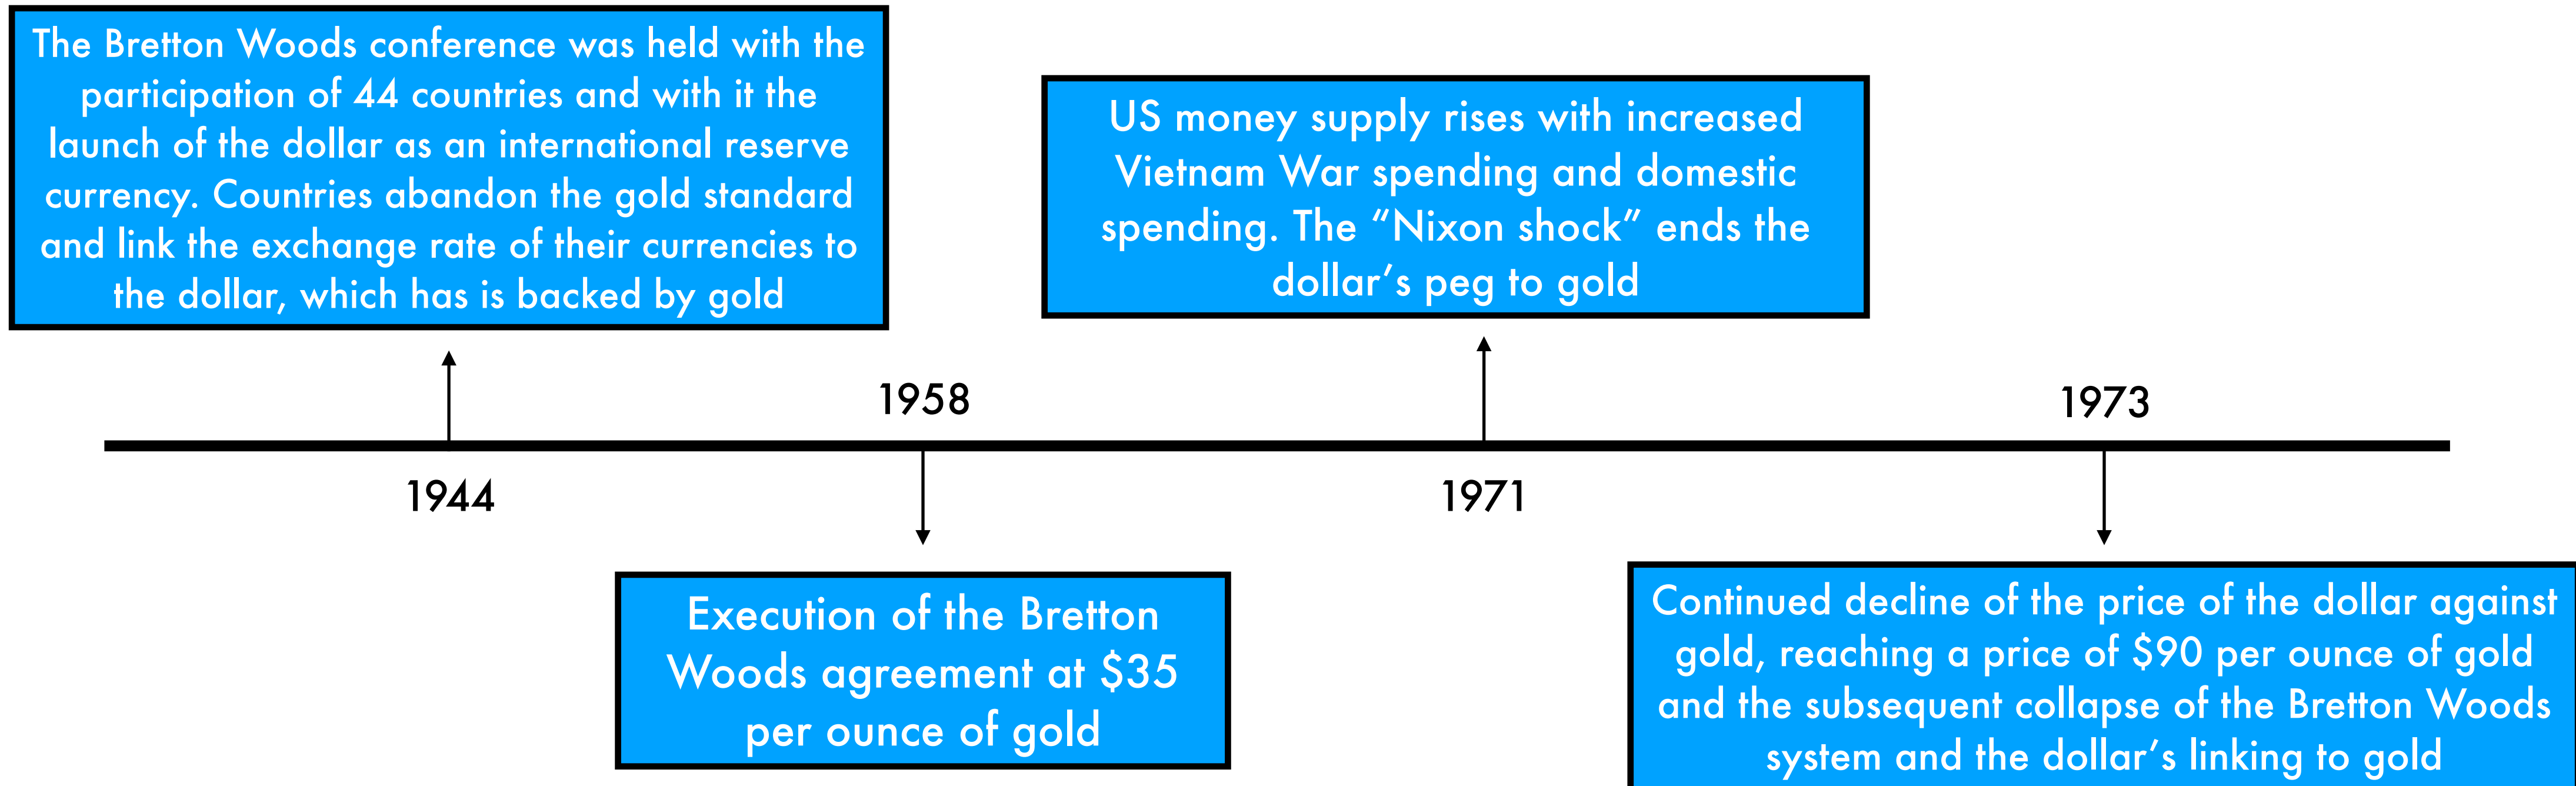 The Bretton Woods conference was held with the
participation of 44 countries and with it the
launch of the dollar as an international reserve
currency. Countries abandon the gold standard
and link the exchange rate of their currencies to
the dollar, which has is backed by gold
1944
1958
Execution of the Bretton
Woods agreement at $35
per ounce of gold
US money supply rises with increased
Vietnam War spending and domestic
spending. The “Nixon shock” ends the
dollar’s peg to gold
1971
1973
Continued decline of the price of the dollar against
gold, reaching a price of $90 per ounce of gold
and the subsequent collapse of the Bretton Woods
system and the dollar’s linking to gold